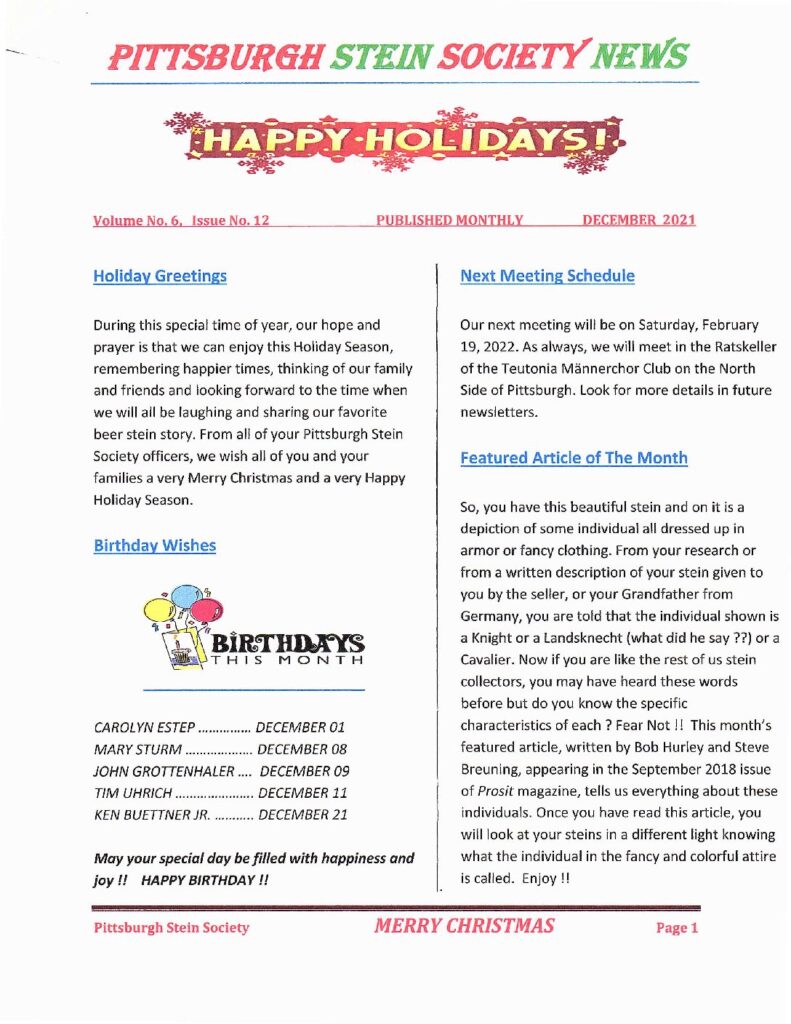 PITTSBURGH STEIN SOCIETY NEWS
HAPPY HOLIDAYS!
Volume No. 6, Issue No. 12 PUBLISHED MONTHLY DECEMBER 2021
Holiday Greetings
During this special time of year, our hope and
prayer is that we can enjoy this Holiday Season,
remembering happier times, thinking of our family
and friends and looking forward to the time when
we will all be laughing and sharing our favorite
beer stein story. From all of your Pittsburgh Stein
Society officers, we wish all of you and your
families a very Merry Christmas and a very Happy
Holiday Season.
Birthday Wishes
BIRTHDAYS
THIS MONTH
CAROLYN ESTEP .............. DECEMBER 01
MARY STURM ................... DECEMBER 08
JOHN GROTTENHALER .... DECEMBER 09
TIM UHRICH ...................... DECEMBER 11
KEN BUETTNER JR. ........... DECEMBER 21
May your special day be filled with happiness and
joy !! HAPPY BIRTHDAY !!
Next Meeting Schedule
Our next meeting will be on Saturday, February
19, 2022. As always, we will meet in the Ratskeller
of the Teutonia Männerchor Club on the North
Side of Pittsburgh. Look for more details in future
newsletters.
Featured Article of The Month
So, you have this beautiful stein and on it is a
depiction of some individual all dressed up in
armor or fancy clothing. From your research or
from a written description of your stein given to
you by the seller, or your Grandfather from
Germany, you are told that the individual shown is
a Knight or a Landsknecht (what did he say ??) or a
Cavalier. Now if you are like the rest of us stein
collectors, you may have heard these words
before but do you know the specific
characteristics of each ? Fear Not !! This month's
featured article, written by Bob Hurley and Steve
Breuning, appearing in the September 2018 issue
of Prosit magazine, tells us everything about these
individuals. Once you have read this article, you
will look at your steins in a different light knowing
what the individual in the fancy and colorful attire
is called. Enjoy !!
Pittsburgh Stein Society MERRY CHRISTMAS Page 1